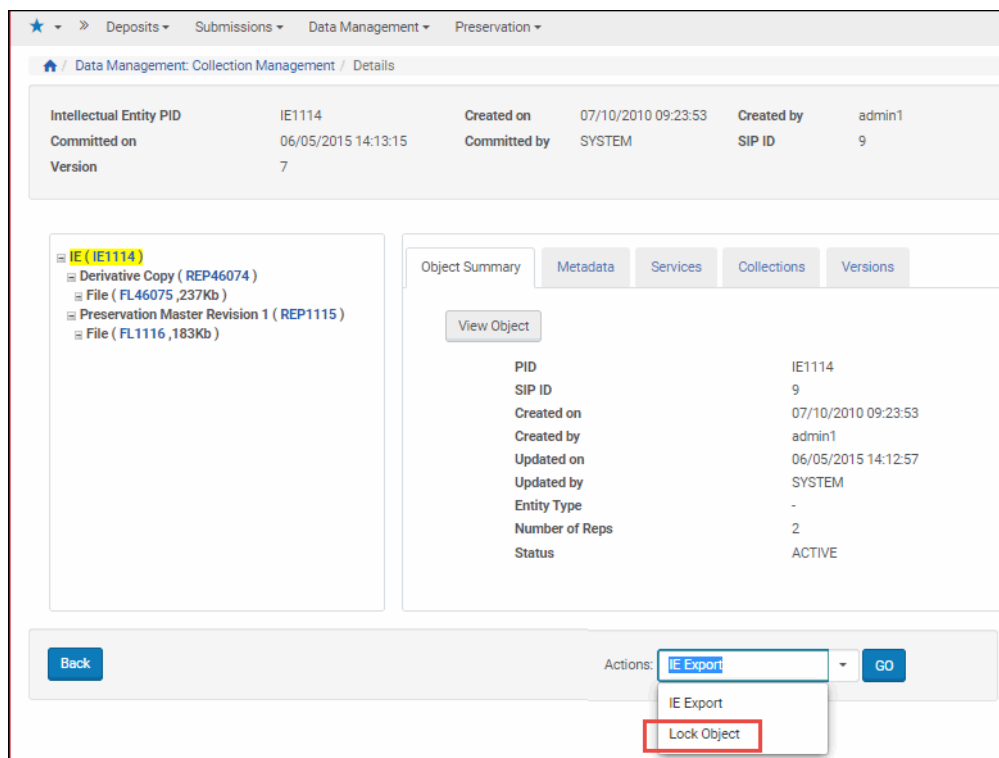 Deposits Submissions Data Management Preservation
/ Data Management: Collection Management / Details
Intellectual Entity PID IE1114 Created on 07/10/2010 09:23:53 Created by admin1
Committed on 06/05/2015 14:13:15 Committed by SYSTEM SIP ID 9
Version 7
IE ( IE1114 )
Derivative Copy ( REP46074 )
File ( FL46075 ,237Kb )
Preservation Master Revision 1 ( REP1115 )
File ( FL1116 ,183Kb )
Object Summary Metadata Services Collections Versions
View Object
PID IE1114
SIP ID 9
Created on 07/10/2010 09:23:53
Created by admin1
Updated on 06/05/2015 14:12:57
Updated by SYSTEM
Entity Type -
Number of Reps 2
Status ACTIVE
Back Actions: IE Export GO
IE Export
Lock Object